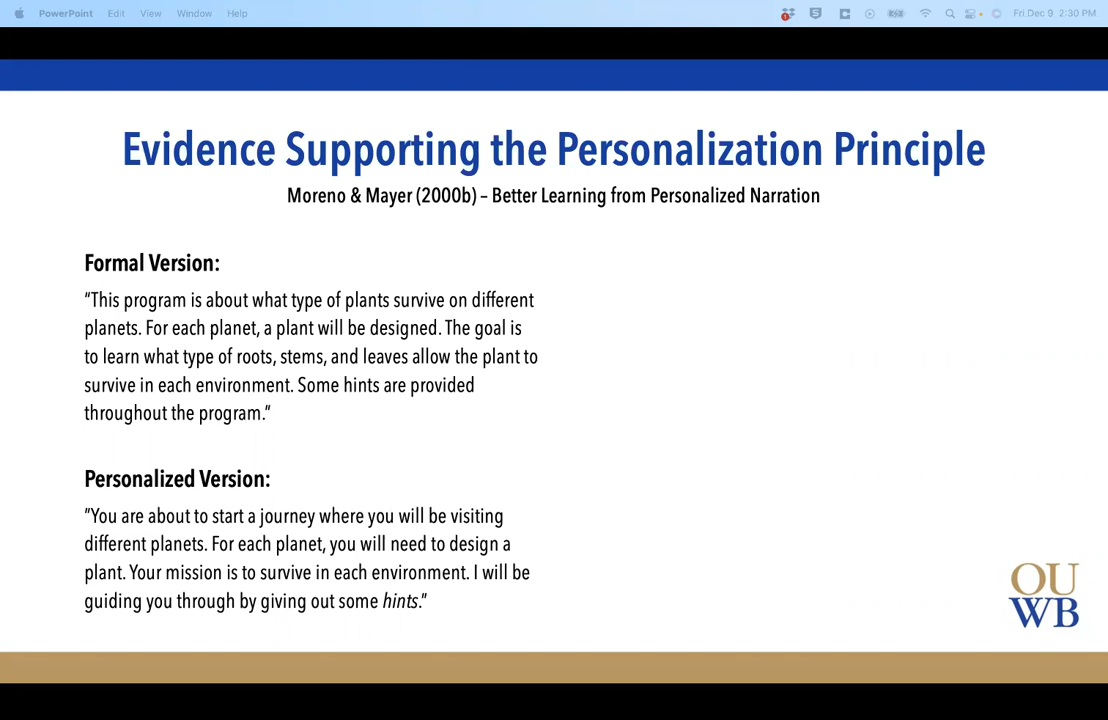 PowerPoint Edit View Window Help Fri Dec 9 2:30 PM
Evidence Supporting the Personalization Principle
Moreno & Mayer (2000b) – Better Learning from Personalized Narration
Formal Version:
"This program is about what type of plants survive on different
planets. For each planet, a plant will be designed. The goal is
to learn what type of roots, stems, and leaves allow the plant to
survive in each environment. Some hints are provided
throughout the program."
Personalized Version:
"You are about to start a journey where you will be visiting
different planets. For each planet, you will need to design a
plant. Your mission is to survive in each environment. I will be
guiding you through by giving out some hints."
OU
WB